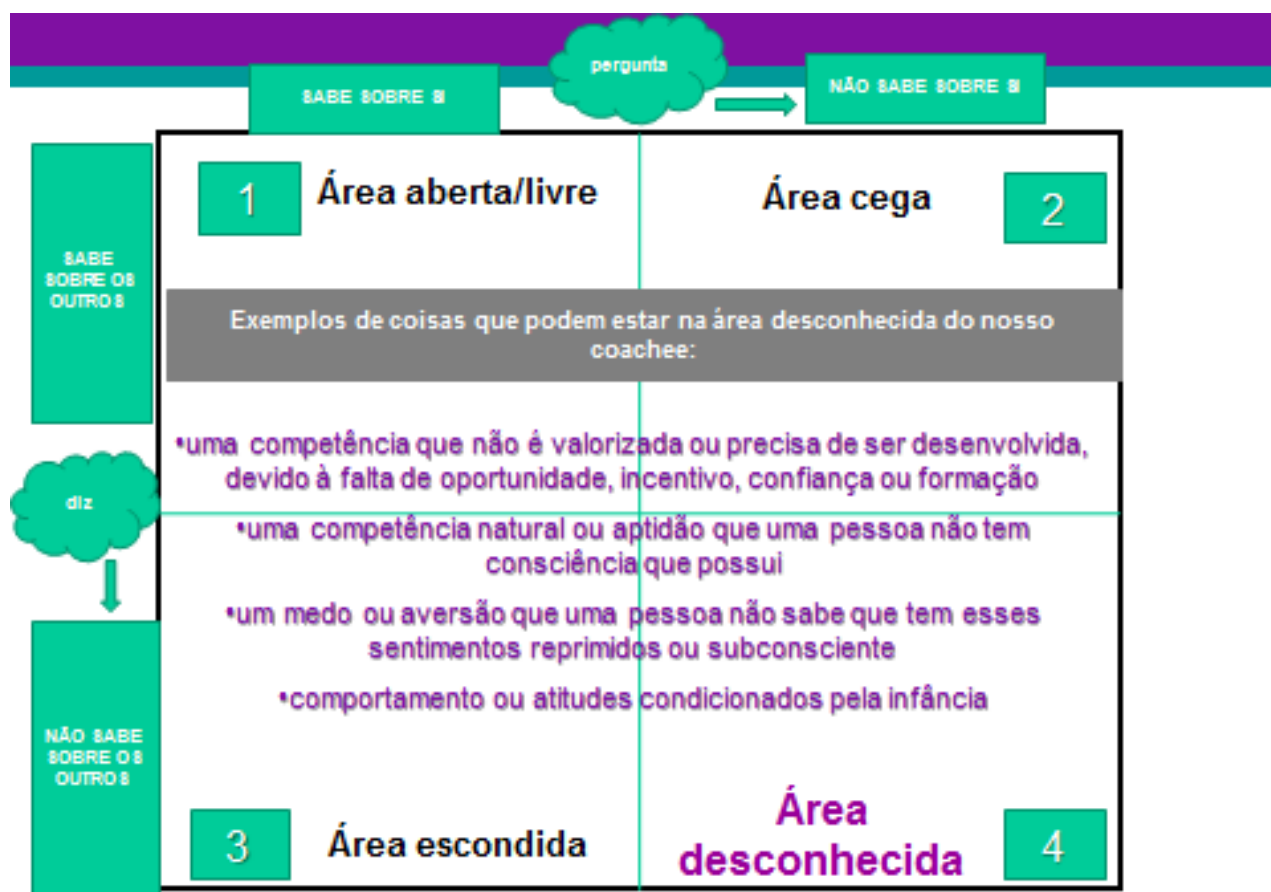 pergunta
SABE SOBRE SI
NÃO SABE SOBRE SI
1
Área aberta/livre
Área cega
2
SABE
SOBRE OS
OUTROS
Exemplos de coisas que podem estar na área desconhecida do nosso
coachee:
•uma competência que não é valorizada ou precisa de ser desenvolvida,
devido à falta de oportunidade, incentivo, confiança ou formação
diz
•uma competência natural ou aptidão que uma pessoa não tem
consciência que possui
•um medo ou aversão que uma pessoa não sabe que tem esses
sentimentos reprimidos ou subconsciente
•comportamento ou atitudes condicionados pela infância
NÃO SABE
SOBRE OS
OUTROS
3
Área escondida
Área
desconhecida
4